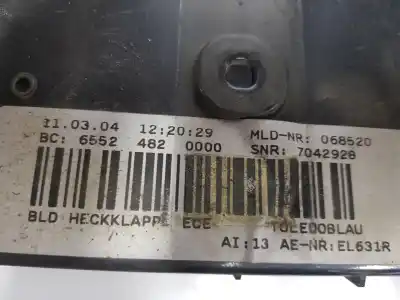 11.03.04 12:20:29 MLD-NR: 068520
BC: 6552 482 0000 SNR: 7042928
BLD HECKKLAPP ECE TOLEDOBLAU
AI:13 AE-NR:EL631R